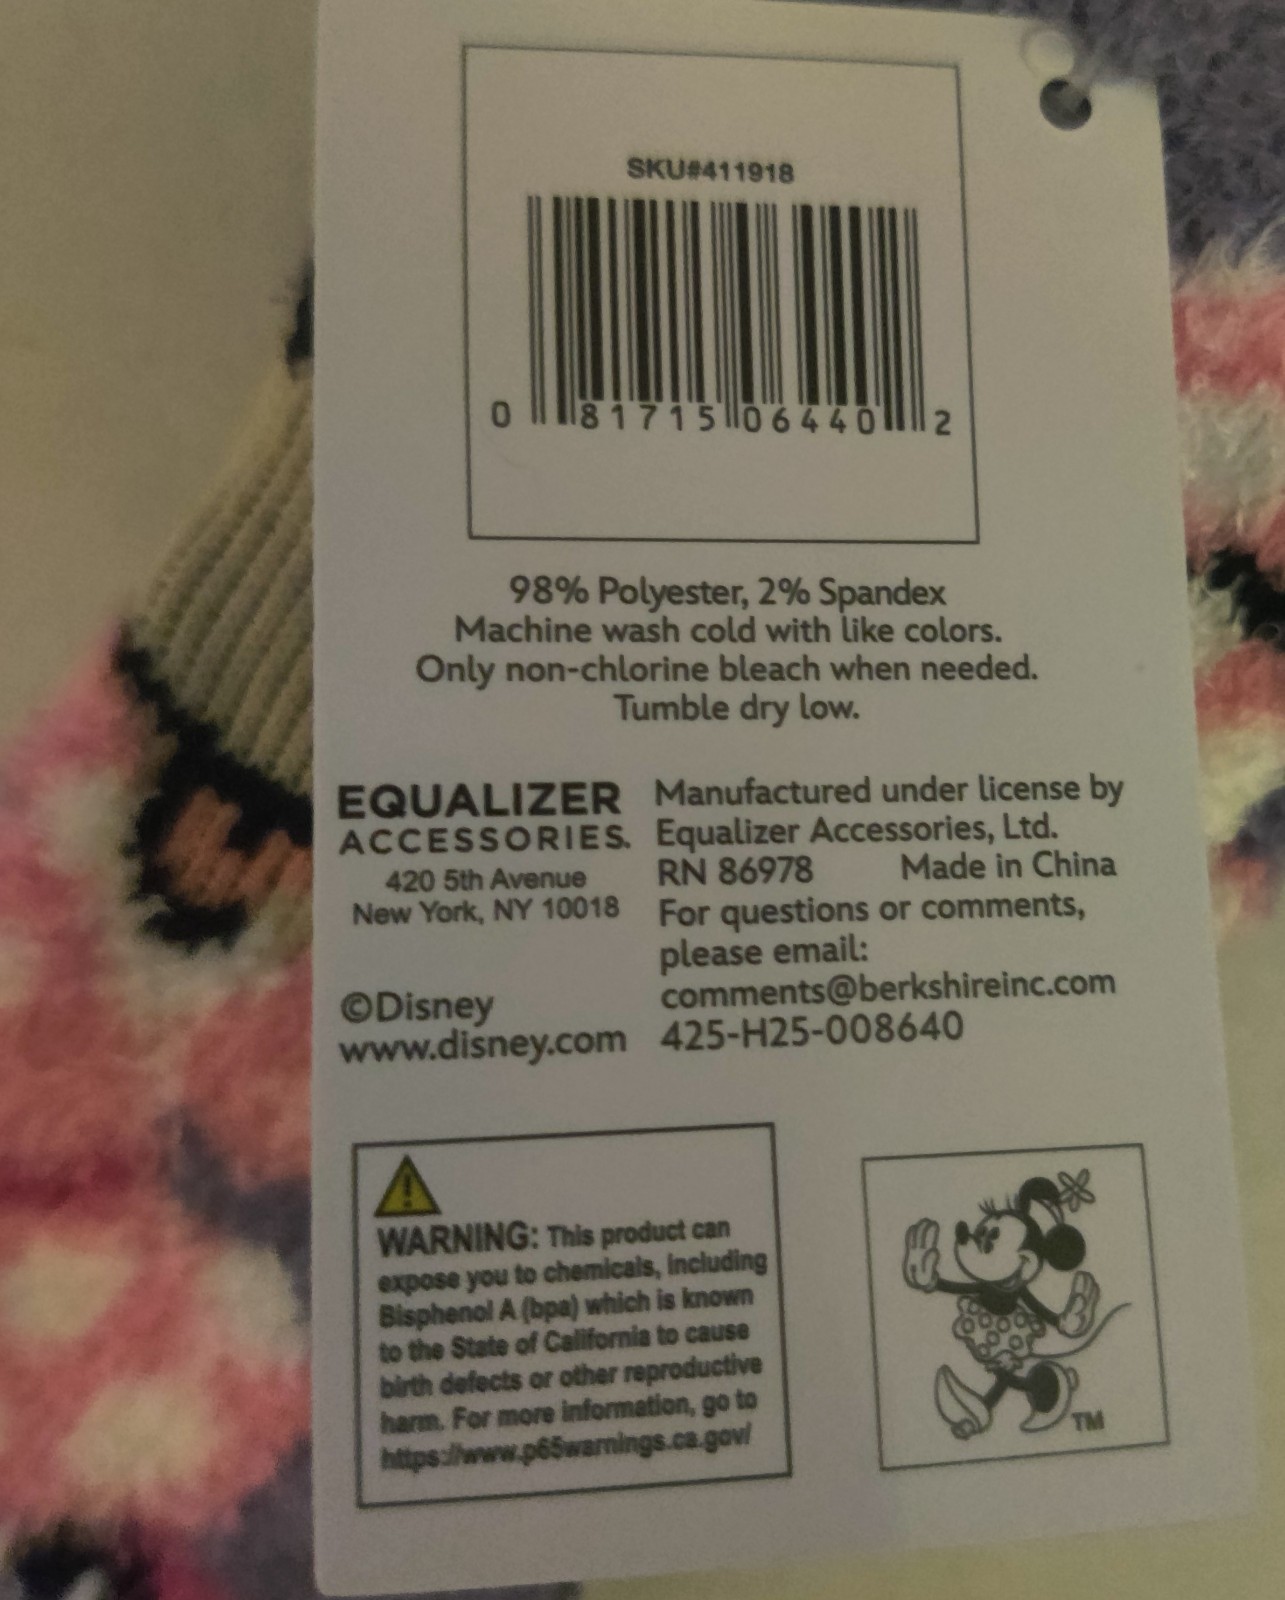 SKU#411918
0 81715 06440 2
98% Polyester, 2% Spandex
Machine wash cold with like colors.
Only non-chlorine bleach when needed.
Tumble dry low.
EQUALIZER
ACCESSORIES.
420 5th Avenue
New York, NY 10018
©Disney
www.disney.com
Manufactured under license by
Equalizer Accessories, Ltd.
RN 86978 Made in China
For questions or comments,
please email:
comments@berkshireinc.com
425-H25-008640
WARNING: This product can
expose you to chemicals, including
Bisphenol A (bpa) which is known
to the State of California to cause
birth defects or other reproductive
harm. For more information, go to
https://www.p65warnings.ca.gov/
TM